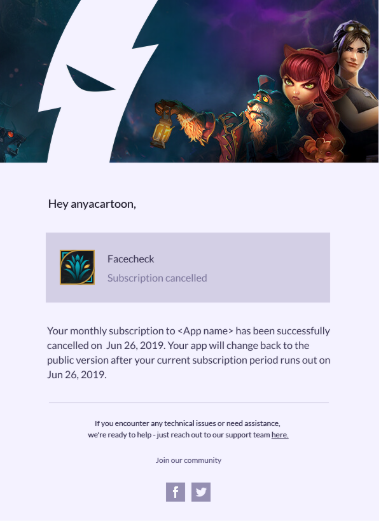 Hey anyacartoon,
Facecheck
Subscription cancelled
Your monthly subscription to <App name> has been successfully
cancelled on Jun 26, 2019. Your app will change back to the
public version after your current subscription period runs out on
Jun 26, 2019.
If you encounter any technical issues or need assistance,
we're ready to help - just reach out to our support team here.
Join our community